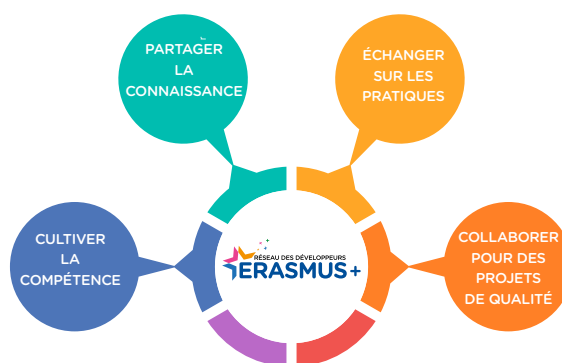 PARTAGER
LA
CONNAISSANCE
ÉCHANGER
SUR LES
PRATIQUES
CULTIVER
LA
COMPÉTENCE
RÉSEAU DES DÉVELOPPEURS
ERASMUS+
COLLABORER
POUR DES
PROJETS
DE QUALITÉ